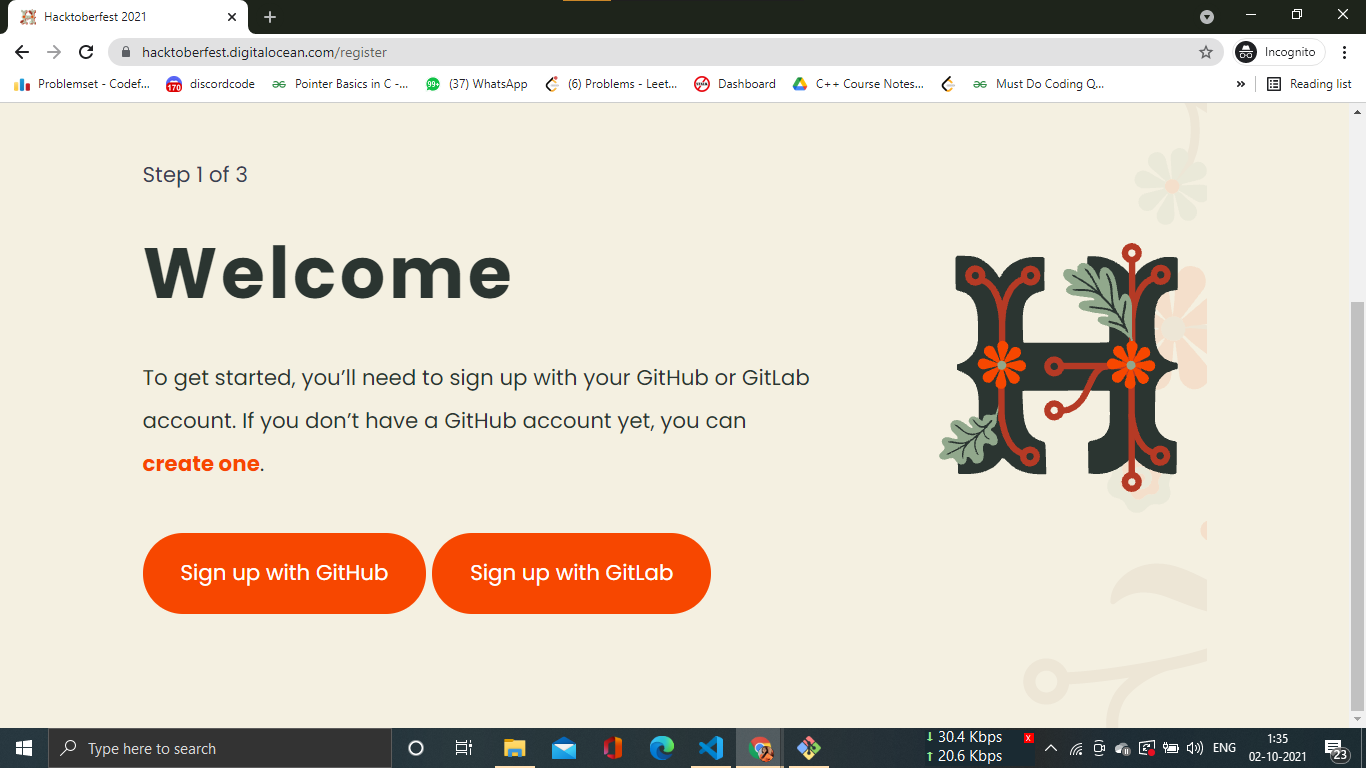 Hacktoberfest 2021
hacktoberfest.digitalocean.com/register
Incognito
Problemset - Codef...
170
discordcode
Pointer Basics in C -...
99+
(37) WhatsApp
(6) Problems - Leet...
Dashboard
C++ Course Notes...
Must Do Coding Q...
»
Reading list
Step 1 of 3
Welcome
To get started, you’ll need to sign up with your GitHub or GitLab
account. If you don’t have a GitHub account yet, you can
create one.
Sign up with GitHub
Sign up with GitLab
H
Type here to search
↓ 30.4 Kbps
↑ 20.6 Kbps
x
ENG
1:35
02-10-2021
23